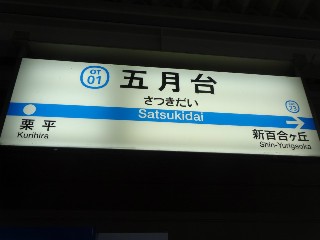 OT
01
五月台
さつきだい
Satsukidai
栗平
Kurihira
23
新百合ヶ丘
Shin-Yurigaoka